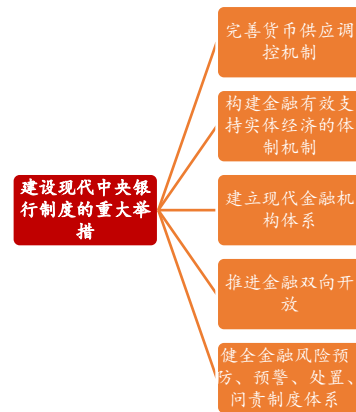 建设现代中央银
行制度的重大举
措
完善货币供应调
控机制
构建金融有效支
持实体经济的体
制机制
建立现代金融机
构体系
推进金融双向开
放
健全金融风险预
防、预警、处置、
问责制度体系